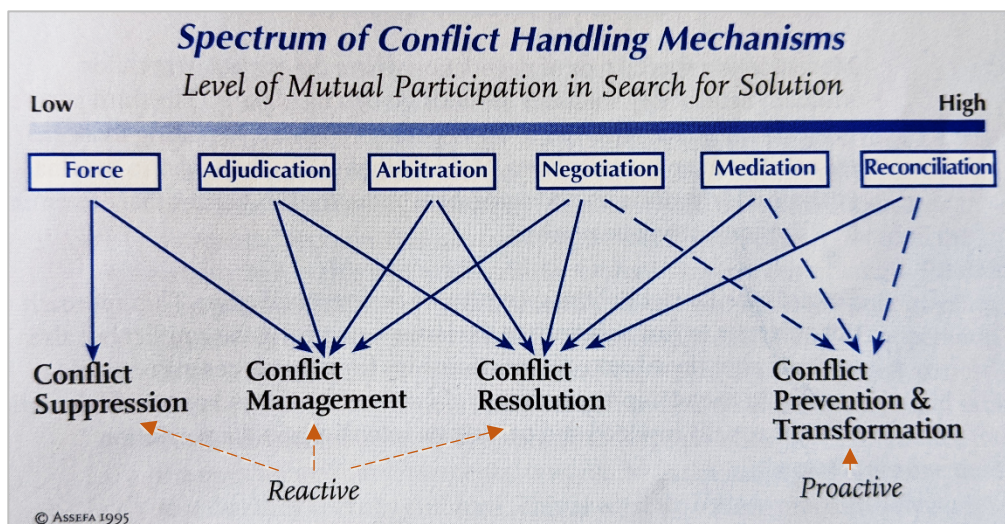 Spectrum of Conflict Handling Mechanisms
Level of Mutual Participation in Search for Solution
Low
High
Force
Adjudication
Arbitration
Negotiation
Mediation
Reconciliation
Conflict
Suppression
Conflict
Management
Conflict
Resolution
Conflict
Prevention &
Transformation
Reactive
Proactive
© ASSEFA 1995